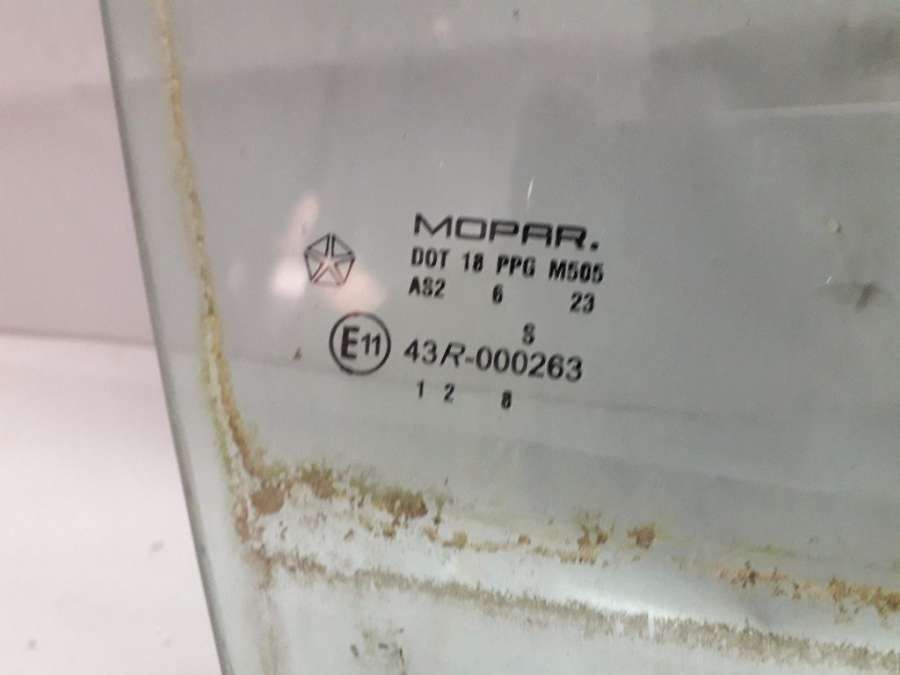 MOPAR.
DOT 18 PPG M505
AS2 6 23
S
E11 43R-000263
1 2 8